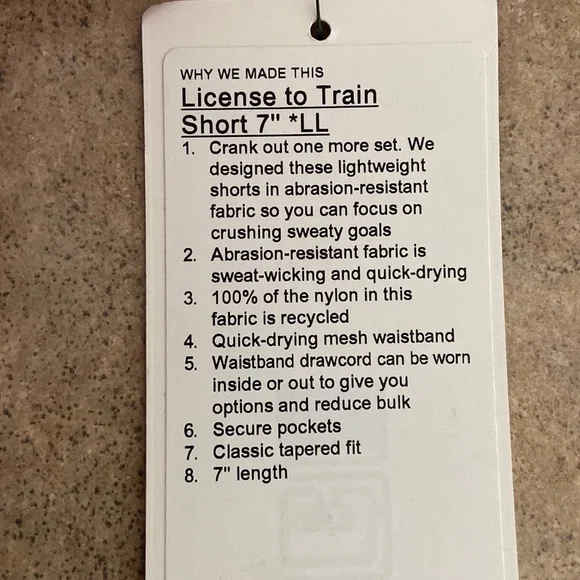 WHY WE MADE THIS
License to Train
Short 7" *LL
1. Crank out one more set. We
designed these lightweight
shorts in abrasion-resistant
fabric so you can focus on
crushing sweaty goals
2. Abrasion-resistant fabric is
sweat-wicking and quick-drying
3. 100% of the nylon in this
fabric is recycled
4. Quick-drying mesh waistband
5. Waistband drawcord can be worn
inside or out to give you
options and reduce bulk
6. Secure pockets
7. Classic tapered fit
8. 7" length